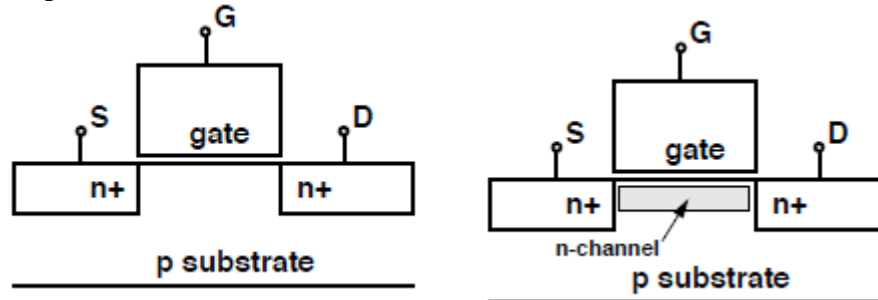 G
S
D
gate
n+
n+
p substrate
G
S
D
gate
n+
n+
n-channel
p substrate